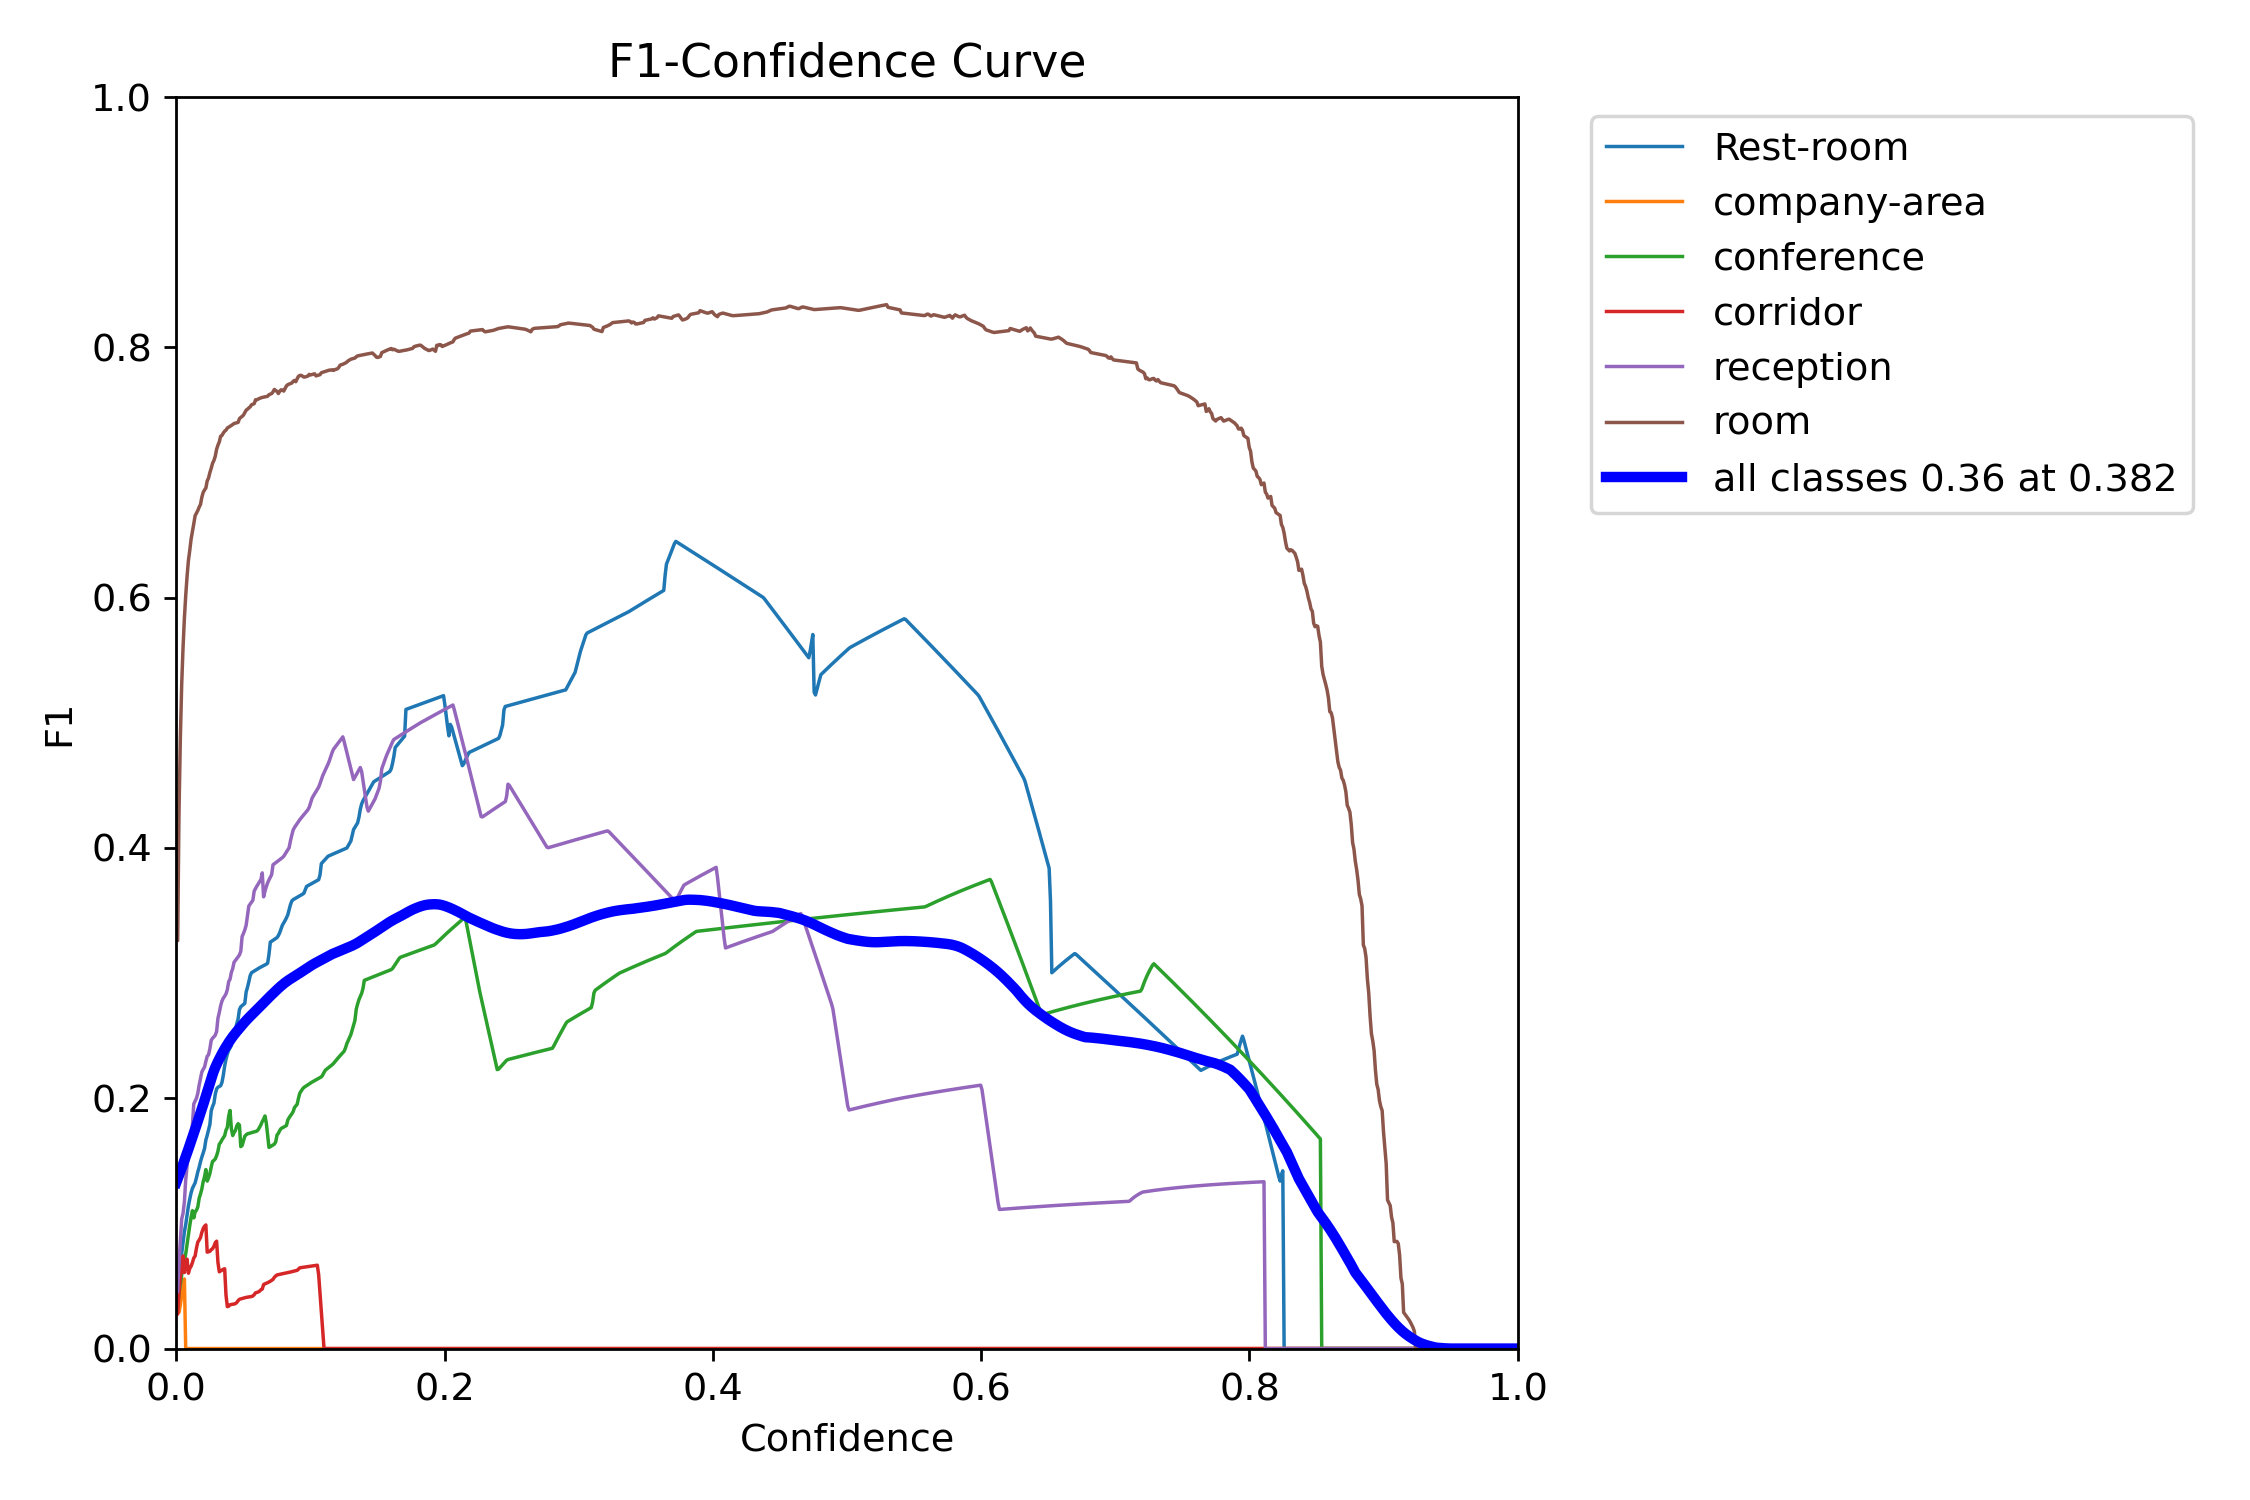 F1-Confidence Curve
1.0
0.8
0.6
0.4
0.2
0.0
F1
0.0 0.2 0.4 0.6 0.8 1.0
Confidence
Rest-room
company-area
conference
corridor
reception
room
all classes 0.36 at 0.382